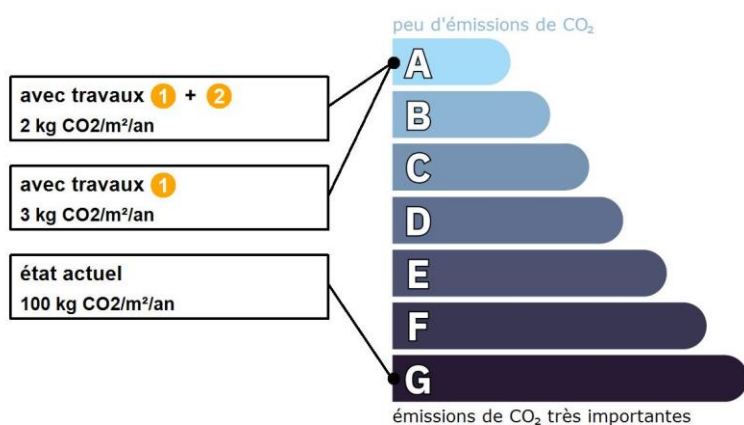 peu d'émissions de CO₂
A
avec travaux 1 + 2
2 kg CO2/m²/an
B
C
avec travaux 1
3 kg CO2/m²/an
D
état actuel
100 kg CO2/m²/an
E
F
G
émissions de CO₂ très importantes